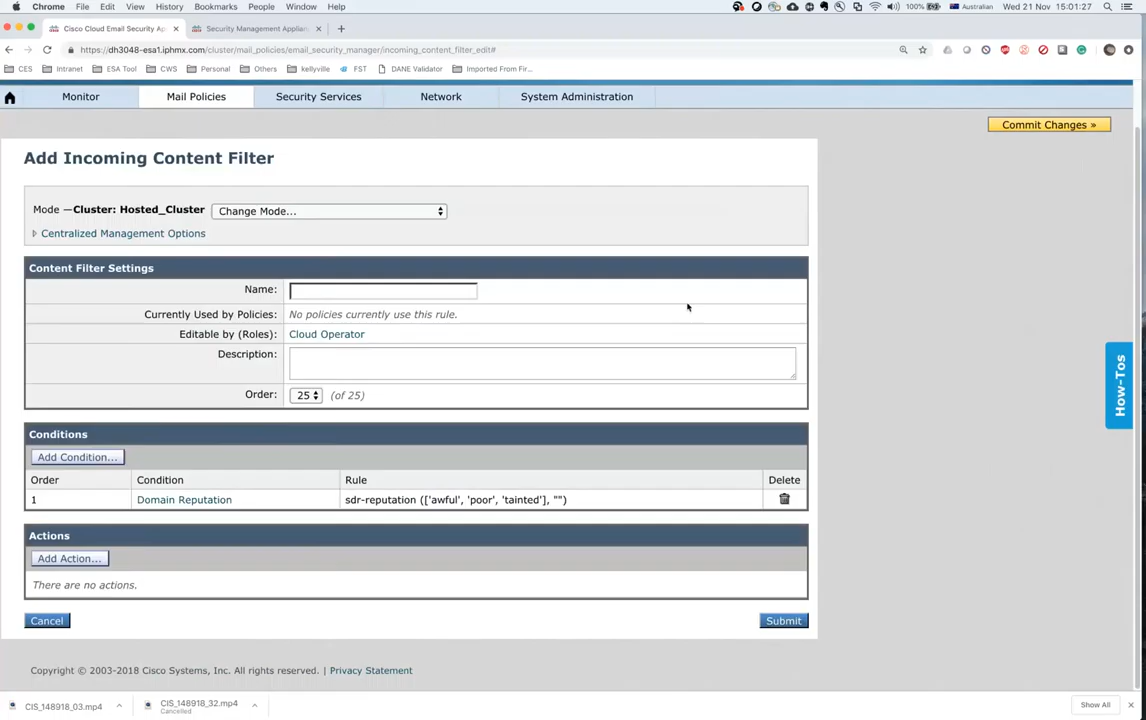 Chrome File Edit View History Bookmarks People Window Help 100% Australian Wed 21 Nov 15:01:27
Cisco Cloud Email Security Ap Security Management Applian
https://dh3048-esa1.iphmx.com/cluster/mail_policies/email_security_manager/incoming_content_filter_edit#
CES Intranet ESA Tool CWS Personal Others kellyville FST DANE Validator Imported From Fir...
Monitor Mail Policies Security Services Network System Administration
Commit Changes »
Add Incoming Content Filter
Mode —Cluster: Hosted_Cluster Change Mode...
Centralized Management Options
Content Filter Settings
Name:
Currently Used by Policies: No policies currently use this rule.
Editable by (Roles): Cloud Operator
Description:
How-Tos
Order: 25 (of 25)
Conditions
Add Condition...
Order Condition Rule Delete
1 Domain Reputation sdr-reputation (['awful', 'poor', 'tainted'], "")
Actions
Add Action...
There are no actions.
Cancel Submit
Copyright © 2003-2018 Cisco Systems, Inc. All rights reserved. | Privacy Statement
CIS_148918_03.mp4 CIS_148918_32.mp4 Show All
Cancelled